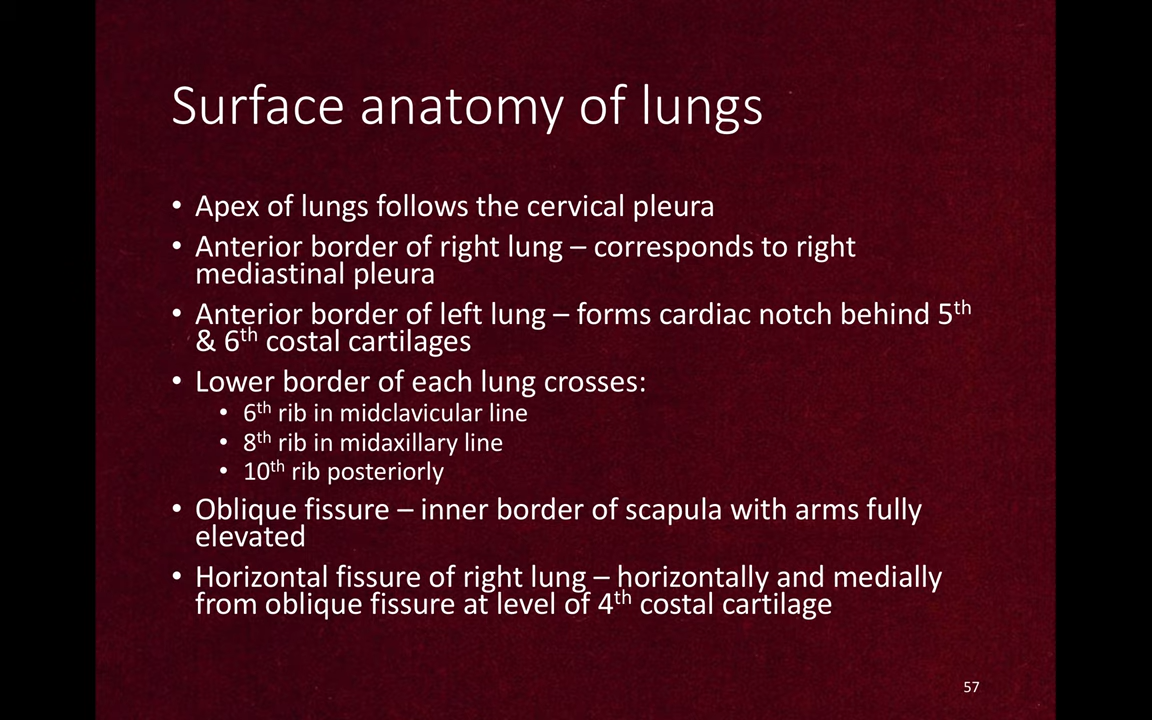 Surface anatomy of lungs
• Apex of lungs follows the cervical pleura
• Anterior border of right lung – corresponds to right
mediastinal pleura
• Anterior border of left lung – forms cardiac notch behind 5th
& 6th costal cartilages
• Lower border of each lung crosses:
• 6th rib in midclavicular line
• 8th rib in midaxillary line
• 10th rib posteriorly
• Oblique fissure – inner border of scapula with arms fully
elevated
• Horizontal fissure of right lung – horizontally and medially
from oblique fissure at level of 4th costal cartilage
57